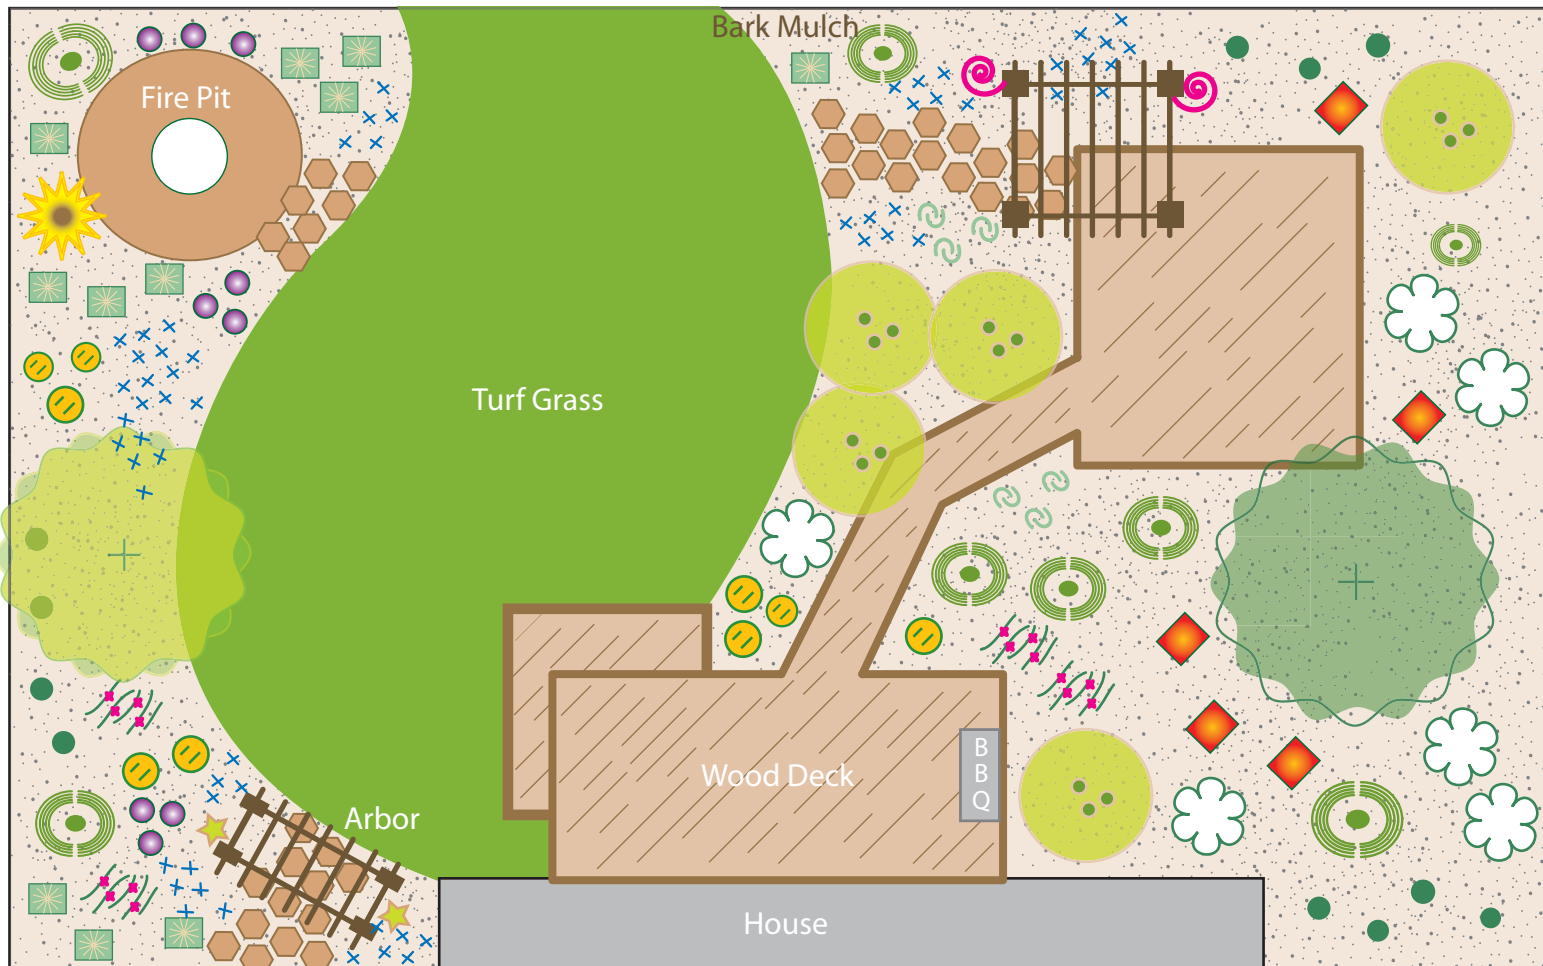 Bark Mulch
Fire Pit
Turf Grass
Wood Deck
B
B
Q
Arbor
House